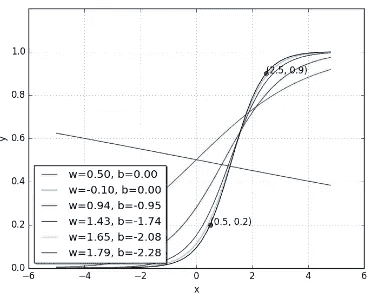 1.0
0.8
0.6
0.4
0.2
0.0
y
(2.5, 0.9)
(0.5, 0.2)
w=0.50, b=0.00
w=-0.10, b=0.00
w=0.94, b=-0.95
w=1.43, b=-1.74
w=1.65, b=-2.08
w=1.79, b=-2.28
−6 −4 −2 0 2 4 6
x